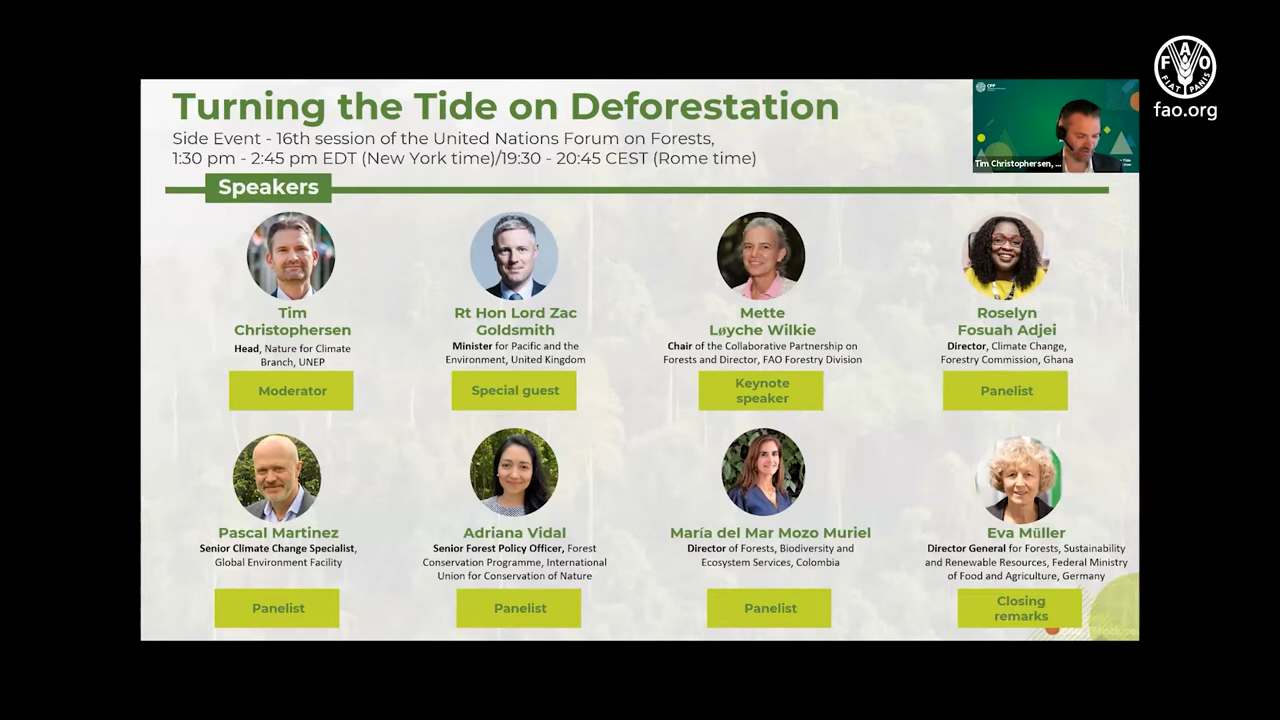 FAO
FIAT PANIS
fao.org
Turning the Tide on Deforestation
Side Event - 16th session of the United Nations Forum on Forests,
1:30 pm - 2:45 pm EDT (New York time)/19:30 - 20:45 CEST (Rome time)
CPF
Tim Christophersen, ...
Speakers
Tim
Christophersen
Head, Nature for Climate
Branch, UNEP
Moderator
Rt Hon Lord Zac
Goldsmith
Minister for Pacific and the
Environment, United Kingdom
Special guest
Mette
Løyche Wilkie
Chair of the Collaborative Partnership on
Forests and Director, FAO Forestry Division
Keynote
speaker
Roselyn
Fosuah Adjei
Director, Climate Change,
Forestry Commission, Ghana
Panelist
Pascal Martinez
Senior Climate Change Specialist,
Global Environment Facility
Panelist
Adriana Vidal
Senior Forest Policy Officer, Forest
Conservation Programme, International
Union for Conservation of Nature
Panelist
María del Mar Mozo Muriel
Director of Forests, Biodiversity and
Ecosystem Services, Colombia
Panelist
Eva Müller
Director General for Forests, Sustainability
and Renewable Resources, Federal Ministry
of Food and Agriculture, Germany
Closing
remarks